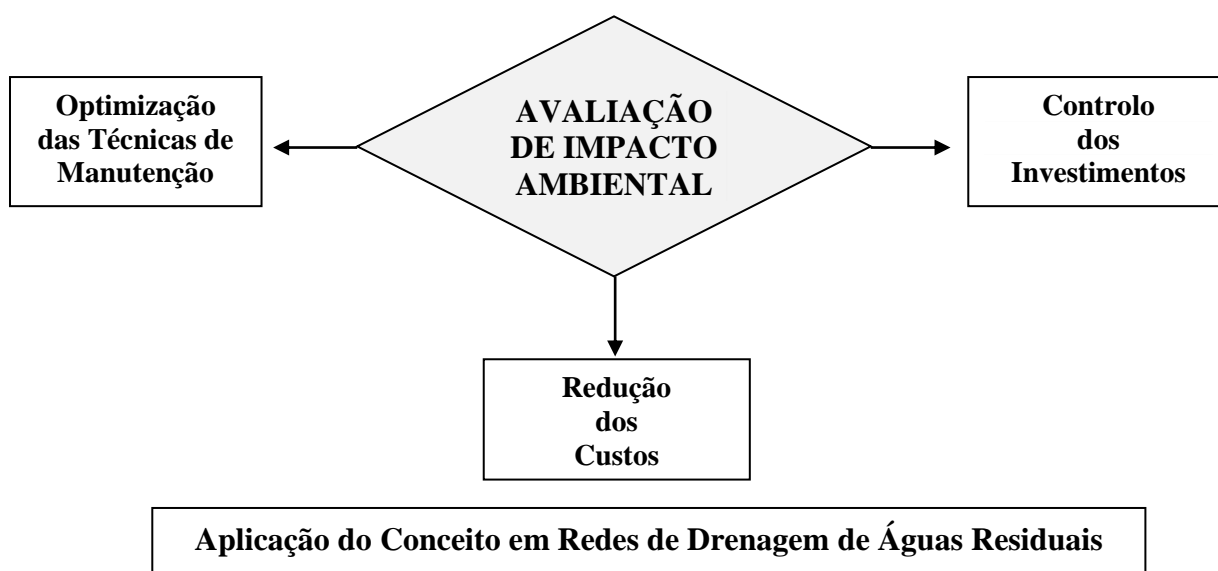 Optimização
das Técnicas de
Manutenção
AVALIAÇÃO
DE IMPACTO
AMBIENTAL
Controlo
dos
Investimentos
Redução
dos
Custos
Aplicação do Conceito em Redes de Drenagem de Águas Residuais